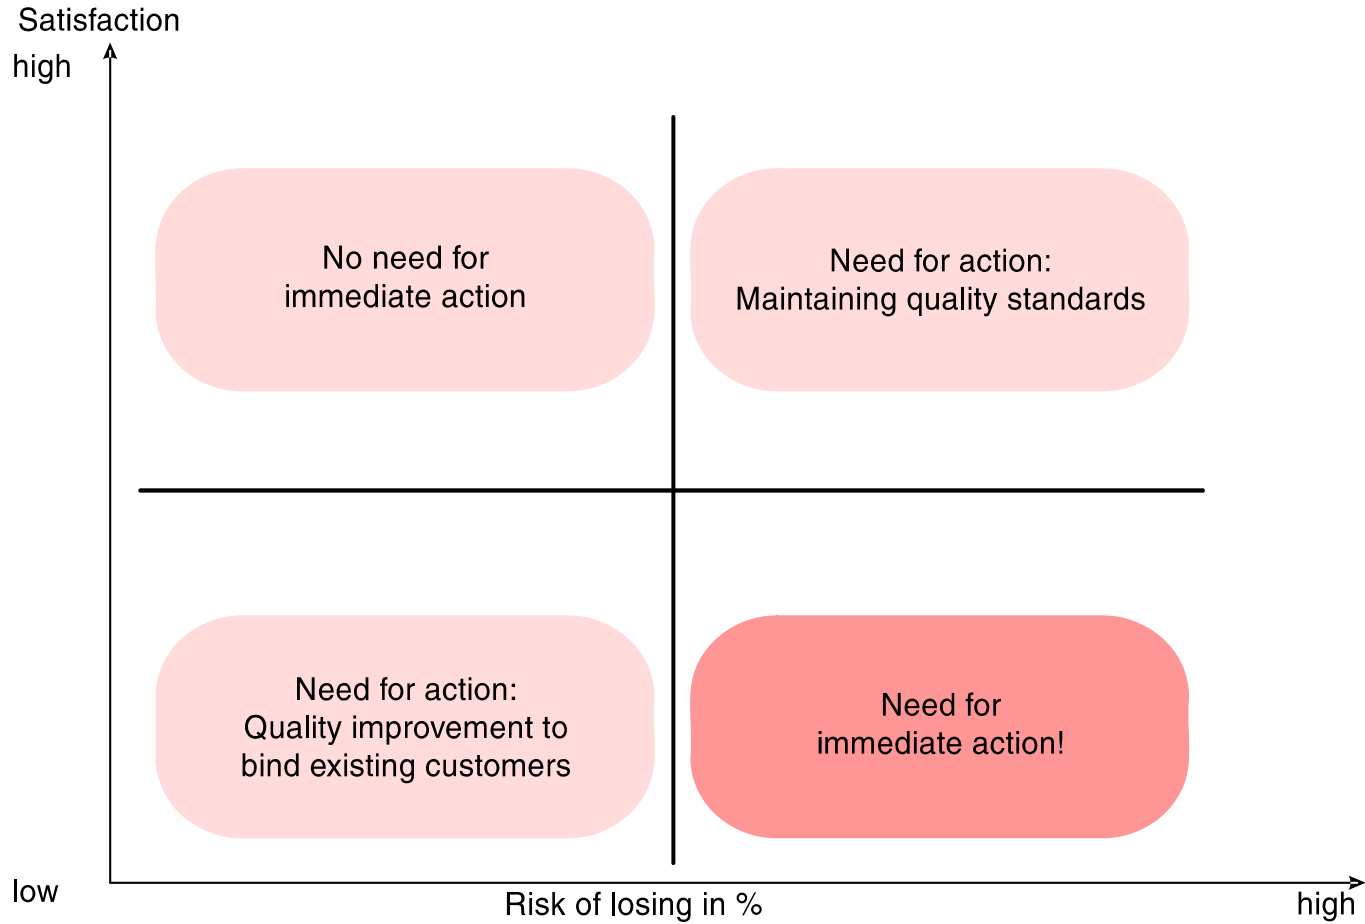 Satisfaction
high
No need for
immediate action
Need for action:
Maintaining quality standards
Need for action:
Quality improvement to
bind existing customers
Need for
immediate action!
low
Risk of losing in %
high